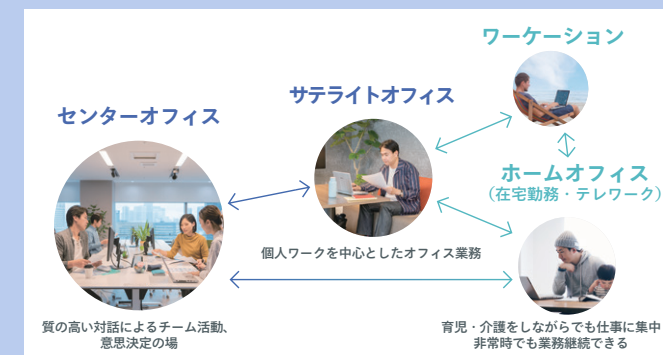 ワーケーション
サテライトオフィス
センターオフィス
ホームオフィス
（在宅勤務・テレワーク）
個人ワークを中心としたオフィス業務
質の高い対話によるチーム活動、
意思決定の場
育児・介護をしながらでも仕事に集中
非常時でも業務継続できる